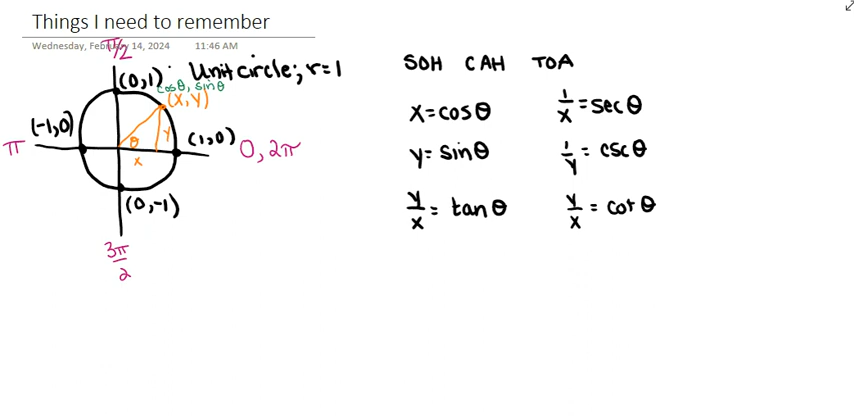 Things I need to remember
Wednesday, February 14, 2024 11:46 AM
π/2
(0,1)
Unit circle; r=1
cosθ, sinθ
(x,y)
(-1,0)
π
θ
y
x
(1,0)
0, 2π
(0,-1)
3π/2
SOH CAH TOA
x=cosθ
1/x=secθ
y=sinθ
1/y=cscθ
y/x=tanθ
y/x=cotθ